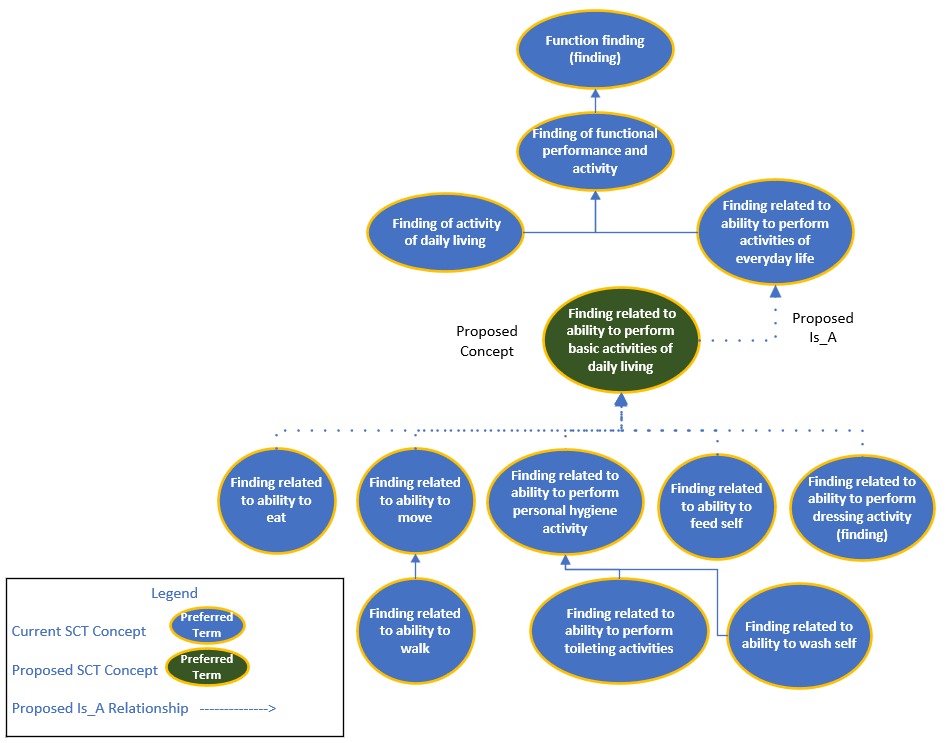 Function finding
(finding)
Finding of functional
performance and
activity
Finding of activity
of daily living
Finding related to
ability to perform
activities of
everyday life
Proposed
Concept
Finding related to
ability to perform
basic activities of
daily living
Proposed
Is_A
Finding related
to ability to
eat
Finding related
to ability to
move
Finding related to
ability to perform
personal hygiene
activity
Finding related
to ability to
feed self
Finding related to
ability to perform
dressing activity
(finding)
Finding related
to ability to
walk
Finding related to
ability to perform
toileting activities
Finding related to
ability to wash self
Legend
Current SCT Concept
Preferred
Term
Proposed SCT Concept
Preferred
Term
Proposed Is_A Relationship -------------->